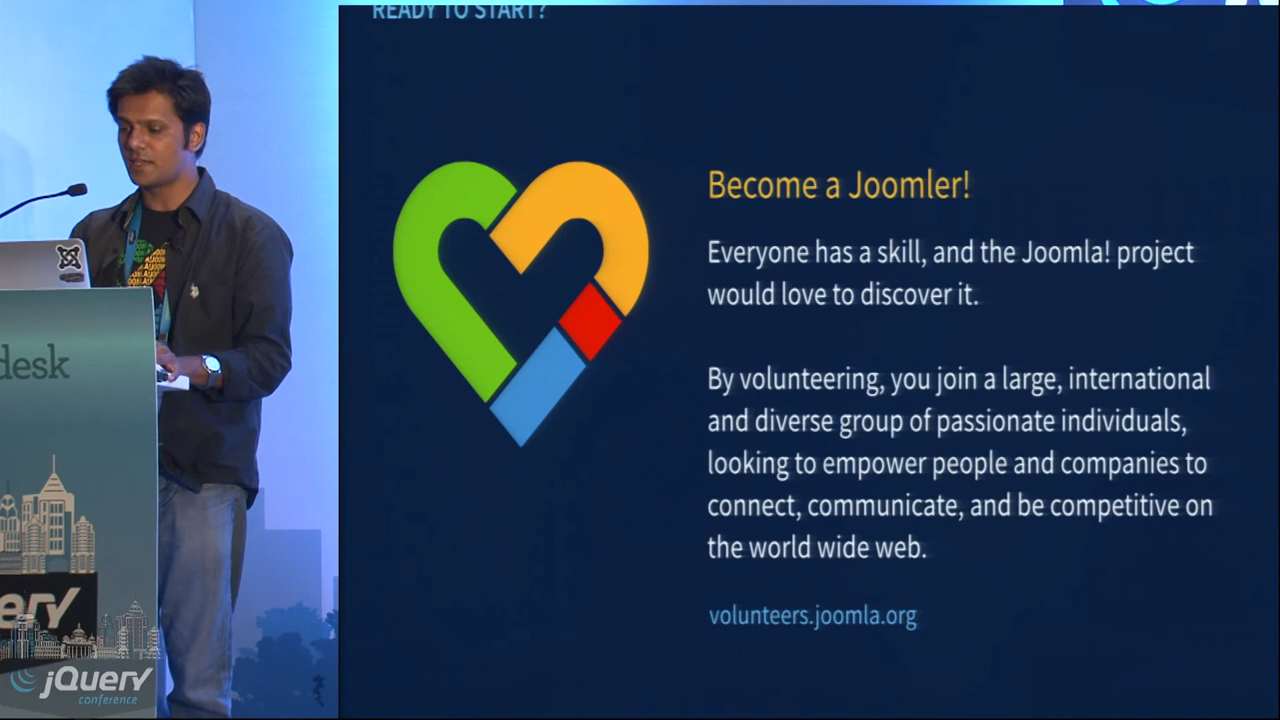 READY TO START?
Become a Joomler!
Everyone has a skill, and the Joomla! project
would love to discover it.
By volunteering, you join a large, international
and diverse group of passionate individuals,
looking to empower people and companies to
connect, communicate, and be competitive on
the world wide web.
volunteers.joomla.org
desk
eRY
jQuery
conference